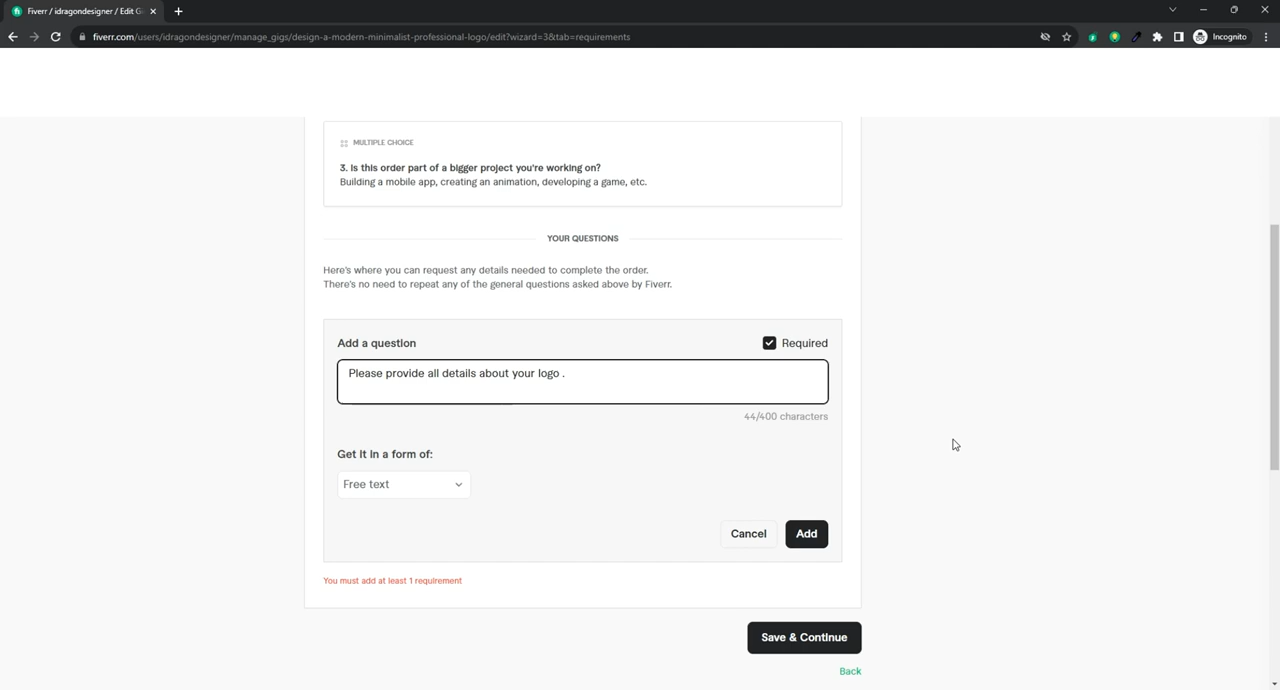 Fiverr / idragondesigner / Edit Gi
fiverr.com/users/idragondesigner/manage_gigs/design-a-modern-minimalist-professional-logo/edit?wizard=3&tab=requirements
Incognito
MULTIPLE CHOICE
3. Is this order part of a bigger project you're working on?
Building a mobile app, creating an animation, developing a game, etc.
YOUR QUESTIONS
Here's where you can request any details needed to complete the order.
There's no need to repeat any of the general questions asked above by Fiverr.
Add a question
Required
Please provide all details about your logo .
44/400 characters
Get it in a form of:
Free text
Cancel
Add
You must add at least 1 requirement
Save & Continue
Back